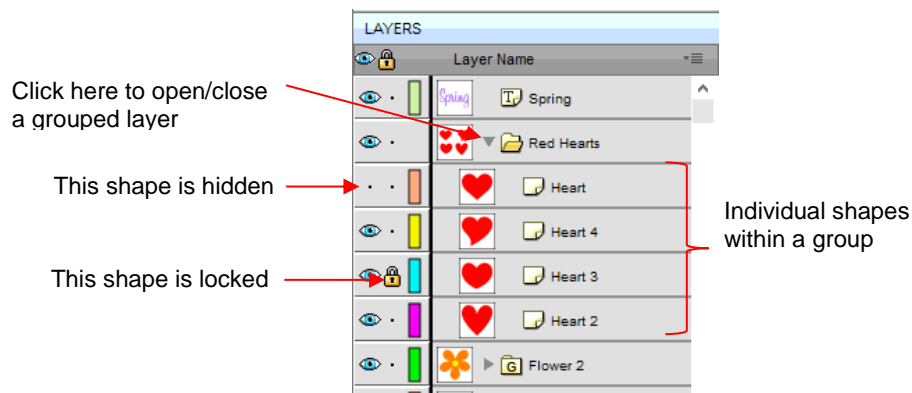 LAYERS
Layer Name
Click here to open/close
a grouped layer
Spring
T Spring
Red Hearts
This shape is hidden
Heart
Heart 4
Individual shapes
within a group
This shape is locked
Heart 3
Heart 2
G Flower 2